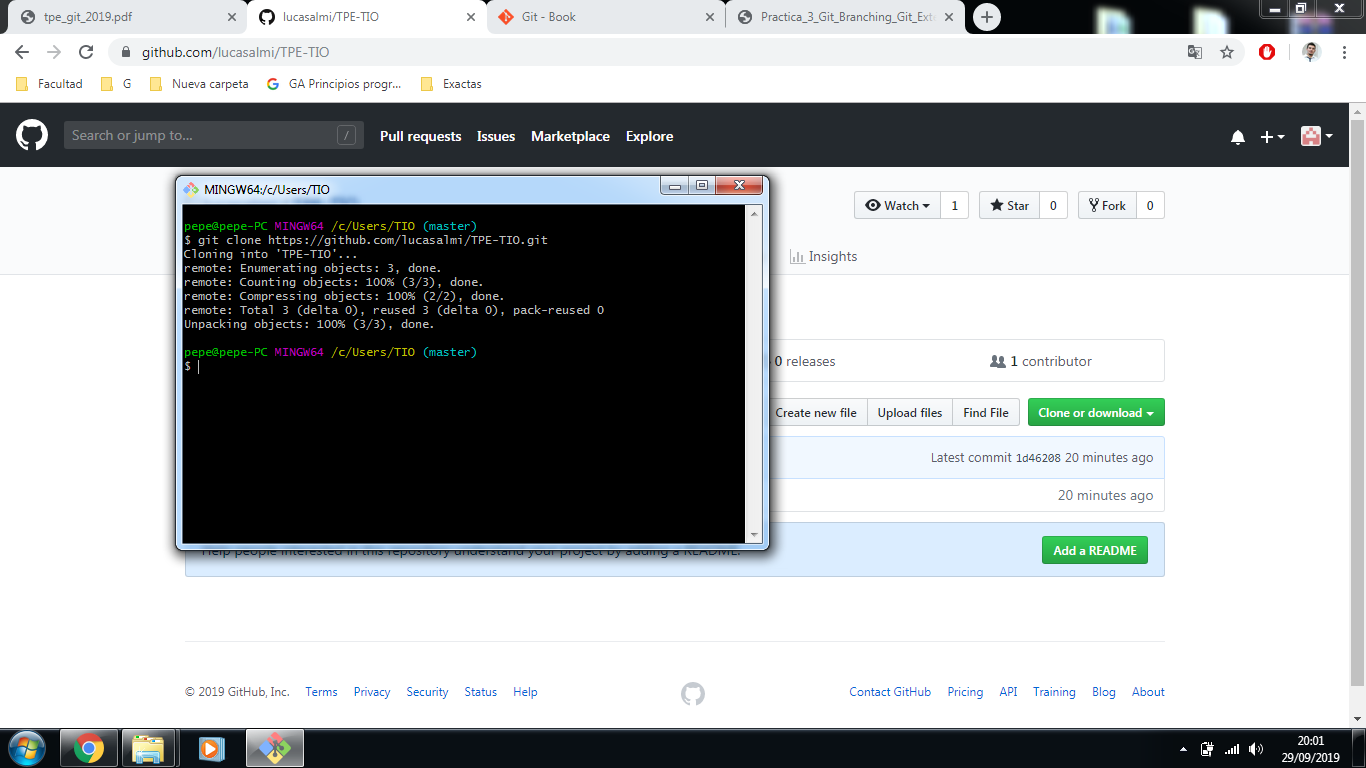 tpe_git_2019.pdf
lucasalmi/TPE-TIO
Git - Book
Practica_3_Git_Branching_Git_Ext
github.com/lucasalmi/TPE-TIO
Facultad
G
Nueva carpeta
GA Principios progr...
Exactas
Search or jump to...
/
Pull requests
Issues
Marketplace
Explore
MINGW64:/c/Users/TIO
Watch
1
Star
0
Fork
0
Insights
pepe@pepe-PC MINGW64 /c/Users/TIO (master)
$ git clone https://github.com/lucasalmi/TPE-TIO.git
Cloning into 'TPE-TIO'...
remote: Enumerating objects: 3, done.
remote: Counting objects: 100% (3/3), done.
remote: Compressing objects: 100% (2/2), done.
remote: Total 3 (delta 0), reused 3 (delta 0), pack-reused 0
Unpacking objects: 100% (3/3), done.
pepe@pepe-PC MINGW64 /c/Users/TIO (master)
$
0 releases
1 contributor
Create new file
Upload files
Find File
Clone or download
Latest commit 1d46208 20 minutes ago
20 minutes ago
Help people interested in this repository understand your project by adding a README.
Add a README
© 2019 GitHub, Inc.
Terms
Privacy
Security
Status
Help
Contact GitHub
Pricing
API
Training
Blog
About
20:01
29/09/2019